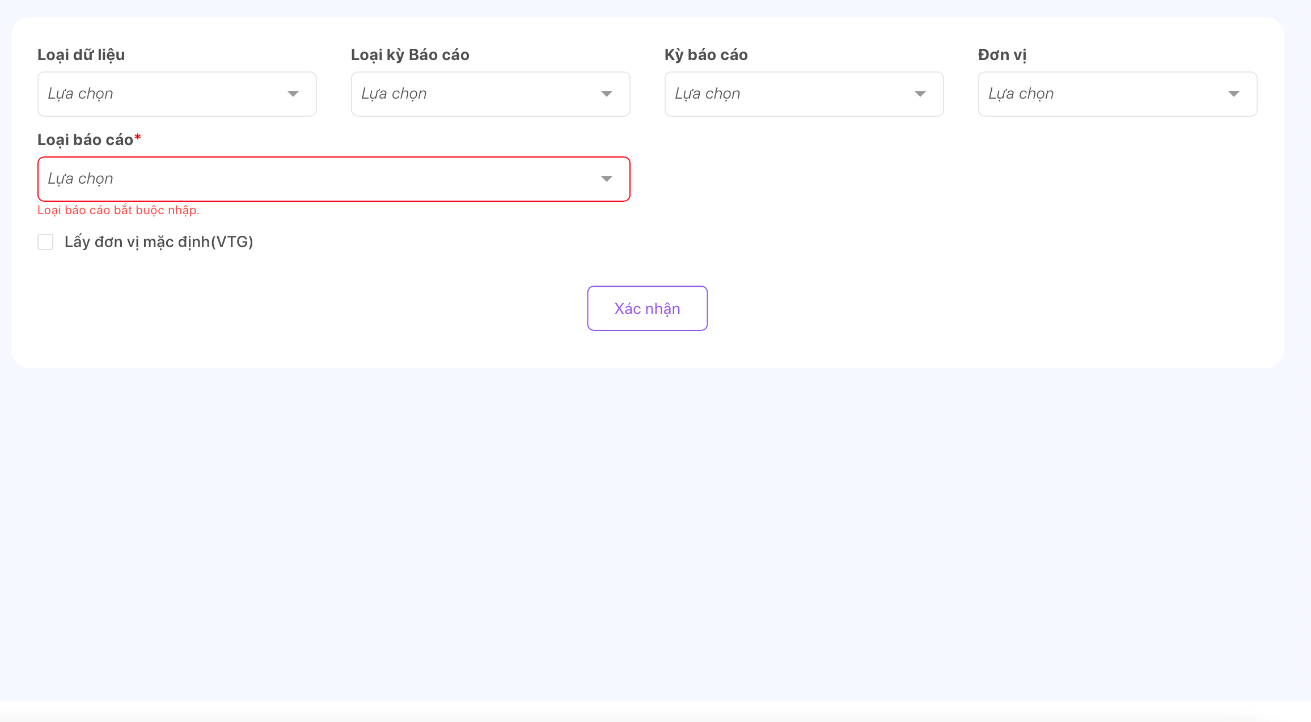 Loại dữ liệu
Loại kỳ Báo cáo
Kỳ báo cáo
Đơn vị
Lựa chọn
Lựa chọn
Lựa chọn
Lựa chọn
Loại báo cáo*
Lựa chọn
Loại báo cáo bắt buộc nhập.
Lấy đơn vị mặc định(VTG)
Xác nhận